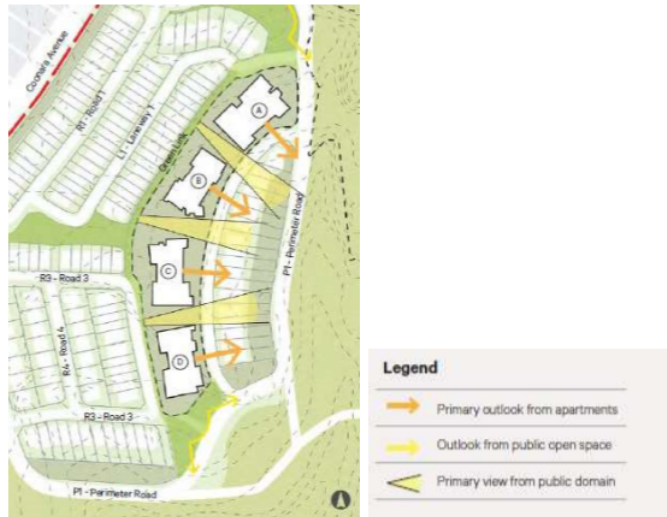 Coonara Avenue
R1 - Road 1
L1 - Laneway 1
Green Link
A
B
C
D
P1 - Perimeter Road
R3 - Road 3
R4 - Road 4
R3 - Road 3
P1 - Perimeter Road
Legend
Primary outlook from apartments
Outlook from public open space
Primary view from public domain